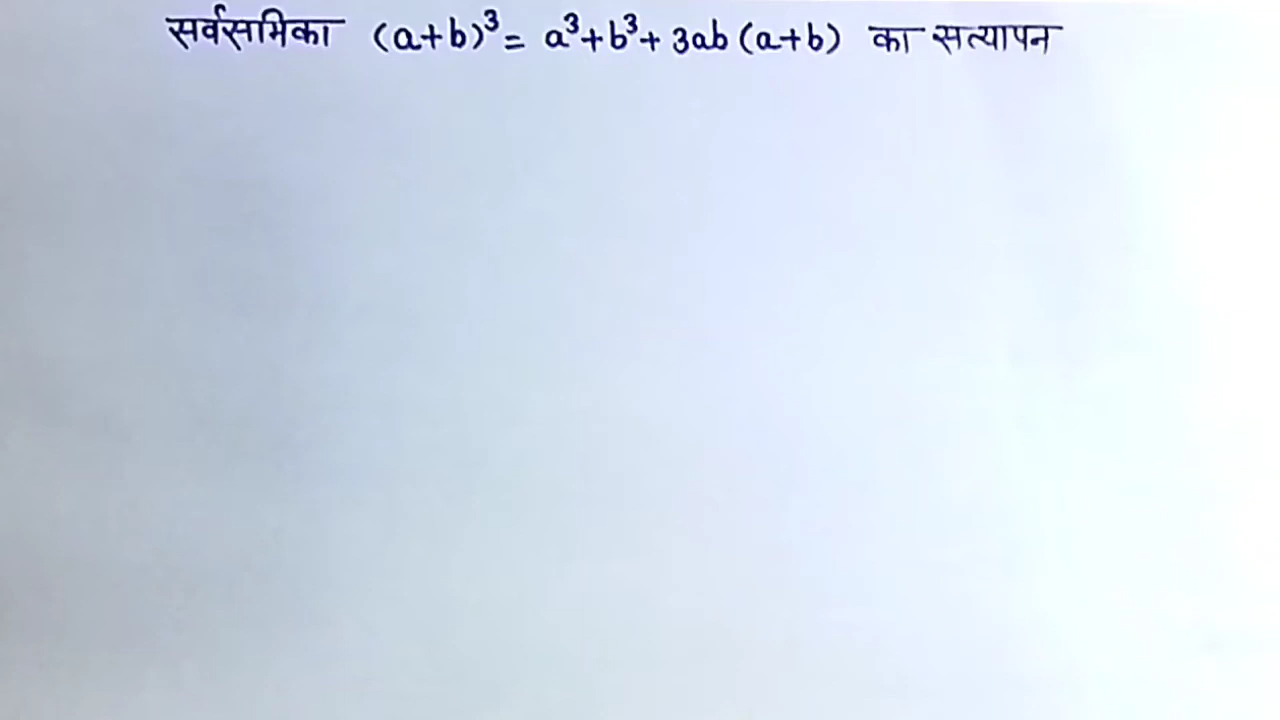 सर्वसमिका (a+b)³= a³+b³+ 3ab (a+b) का सत्यापन